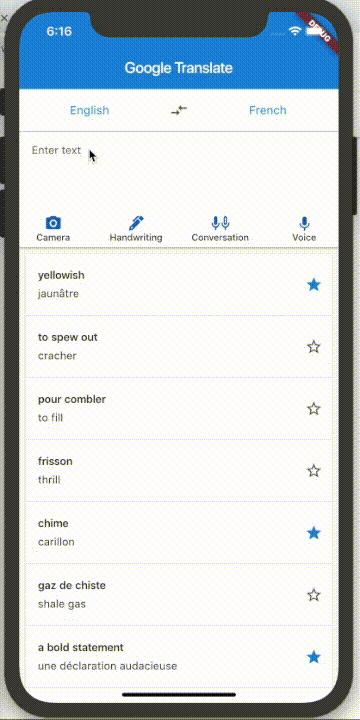 6:16
DEBUG
Google Translate
English French
Enter text
Camera Handwriting Conversation Voice
yellowish
jaunâtre
to spew out
cracher
pour combler
to fill
frisson
thrill
chime
carillon
gaz de chiste
shale gas
a bold statement
une déclaration audacieuse